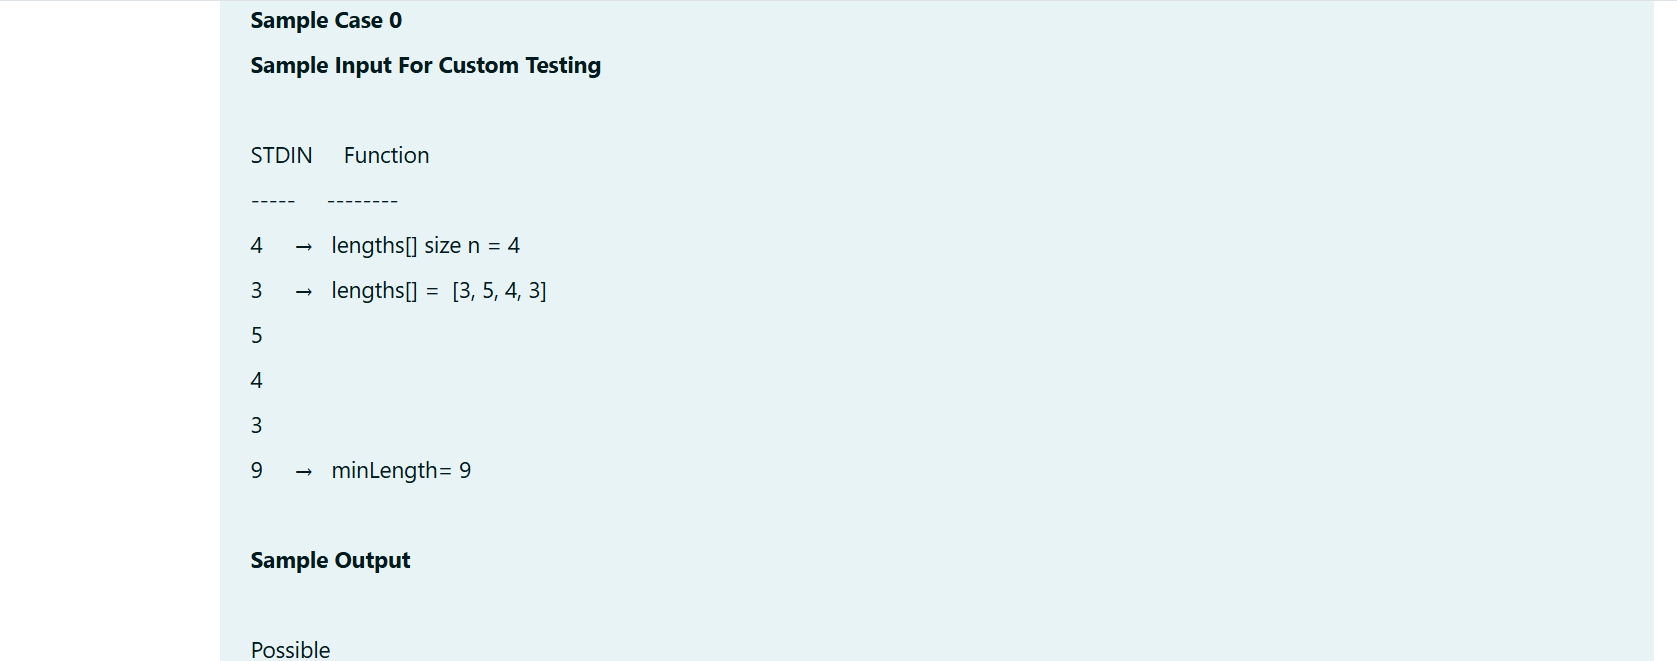 Sample Case 0
Sample Input For Custom Testing
STDIN Function
----- --------
4 → lengths[] size n = 4
3 → lengths[] = [3, 5, 4, 3]
5
4
3
9 → minLength= 9
Sample Output
Possible